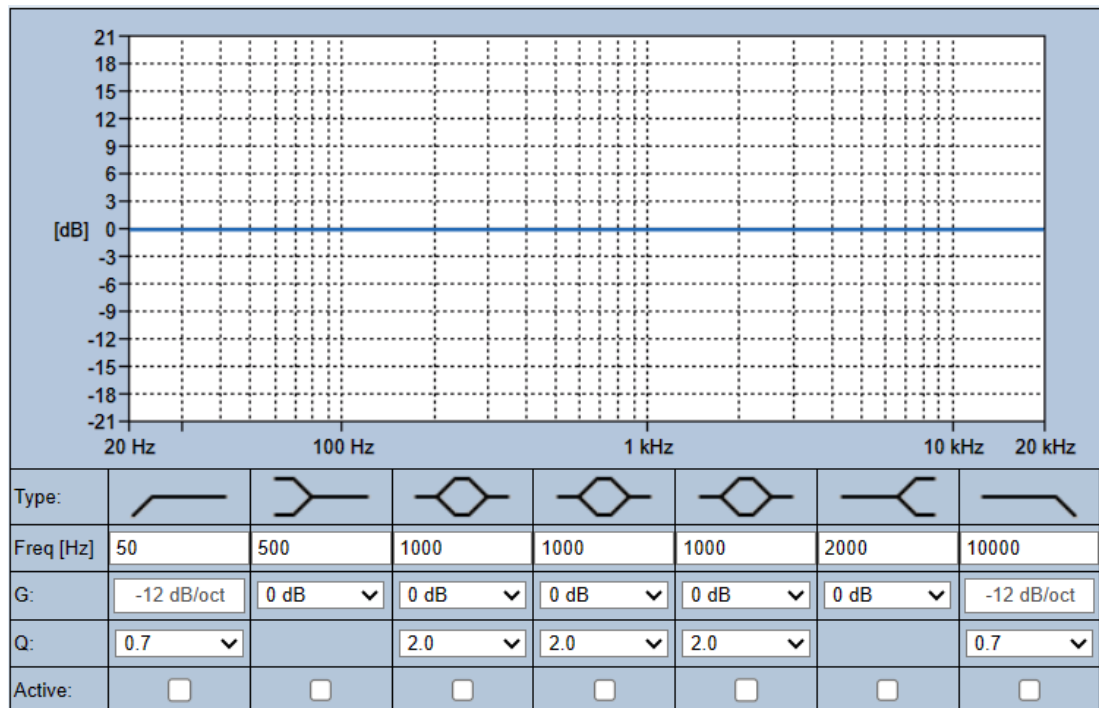 21
18
15
12
9
6
3
[dB] 0
-3
-6
-9
-12
-15
-18
-21
20 Hz 100 Hz 1 kHz 10 kHz 20 kHz
Type:
Freq [Hz] 50 500 1000 1000 1000 2000 10000
G: -12 dB/oct 0 dB 0 dB 0 dB 0 dB 0 dB -12 dB/oct
Q: 0.7 2.0 2.0 2.0 0.7
Active: